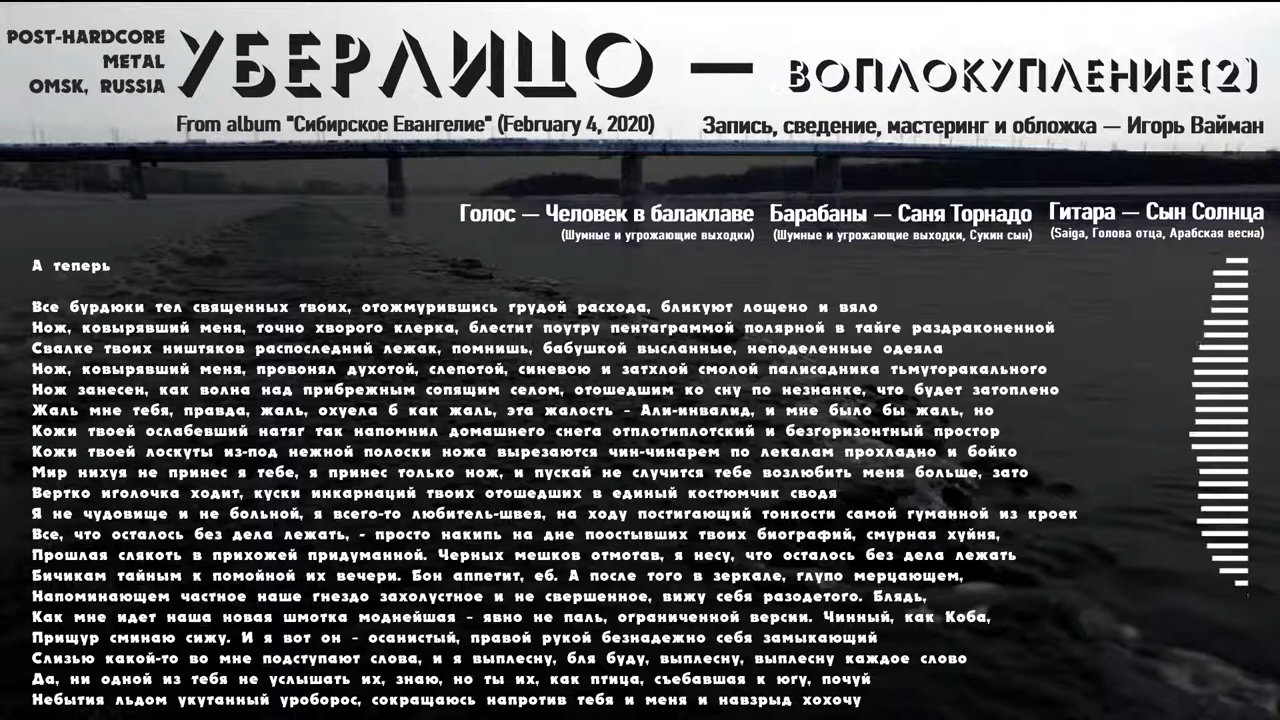 POST-HARDCORE
METAL
OMSK, RUSSIA
УБЕРЛИЦО — ВОПЛОКУПЛЕНИЕ(2)
From album "Сибирское Евангелие" (February 4, 2020)
Запись, сведение, мастеринг и обложка — Игорь Вайман
Голос — Человек в балаклаве
(Шумные и угрожающие выходки)
Барабаны — Саня Торнадо
(Шумные и угрожающие выходки, Сукин сын)
Гитара — Сын Солнца
(Saiga, Голова отца, Арабская весна)
А теперь
Все бурдюки тел священных твоих, отожмурившись грудой расхода, бликуют лощено и вяло
Нож, ковырявший меня, точно хворого клерка, блестит поутру пентаграммой полярной в тайге раздраконенной
Свалке твоих ништяков распоследний лежак, помнишь, бабушкой высланные, неподеленные одеяла
Нож, ковырявший меня, провонял духотой, слепотой, синевою и затхлой смолой палисадника тьмуторакального
Нож занесен, как волна над прибрежным сопящим селом, отошедшим ко сну по незнанке, что будет затоплено
Жаль мне тебя, правда, жаль, охуела б как жаль, эта жалость - Али-инвалид, и мне было бы жаль, но
Кожи твоей ослабевший натяг так напомнил домашнего снега отплотиплотский и безгоризонтный простор
Кожи твоей лоскуты из-под нежной полоски ножа вырезаются чин-чинарем по лекалам прохладно и бойко
Мир нихуя не принес я тебе, я принес только нож, и пускай не случится тебе возлюбить меня больше, зато
Вертко иголочка ходит, куски инкарнаций твоих отошедших в единый костюмчик сводя
Я не чудовище и не больной, я всего-то любитель-швея, на ходу постигающий тонкости самой гуманной из кроек
Все, что осталось без дела лежать, - просто накипь на дне поостывших твоих биографий, смурная хуйня,
Прошлая слякоть в прихожей придуманной. Черных мешков отмотав, я несу, что осталось без дела лежать
Бичикам тайным к помойной их вечери. Бон аппетит, еб. А после того в зеркале, глупо мерцающем,
Напоминающем частное наше гнездо захолустное и не свершенное, вижу себя разодетого. Блядь,
Как мне идет наша новая шмотка моднейшая - явно не паль, ограниченной версии. Чинный, как Коба,
Прищур сминаю сижу. И я вот он - осанистый, правой рукой безнадежно себя замыкающий
Слизью какой-то во мне подступают слова, и я выплесну, бля буду, выплесну, выплесну каждое слово
Да, ни одной из тебя не услышать их, знаю, но ты их, как птица, съебавшая к югу, почуй
Небытия льдом укутанный уроборос, сокращаюсь напротив тебя и меня и навзрыд хохочу